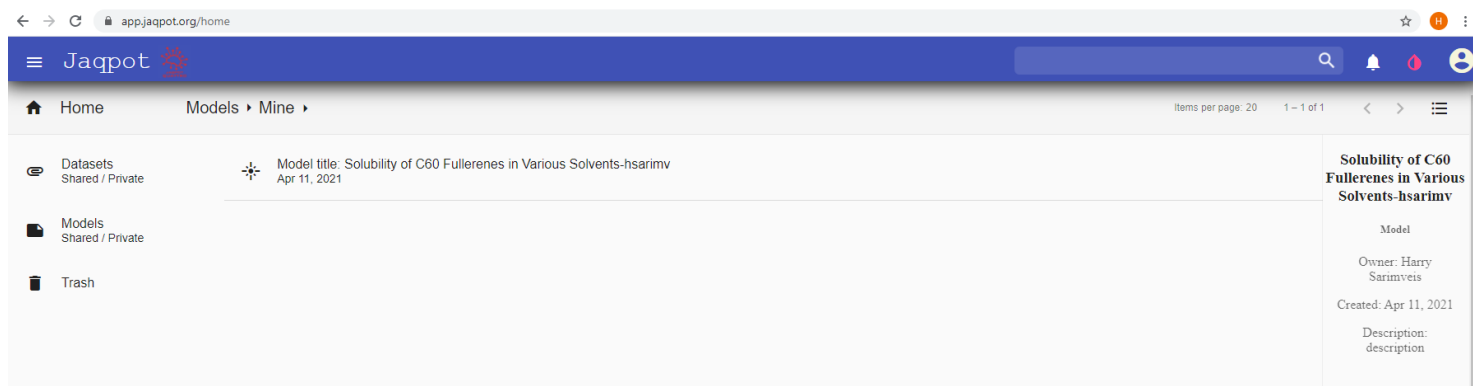 app.jaqpot.org/home
H
Jaqpot
Home
Models ▸ Mine ▸
Items per page: 20
1 – 1 of 1
Datasets
Shared / Private
Models
Shared / Private
Trash
Model title: Solubility of C60 Fullerenes in Various Solvents-hsarimv
Apr 11, 2021
Solubility of C60
Fullerenes in Various
Solvents-hsarimv
Model
Owner: Harry
Sarimveis
Created: Apr 11, 2021
Description:
description